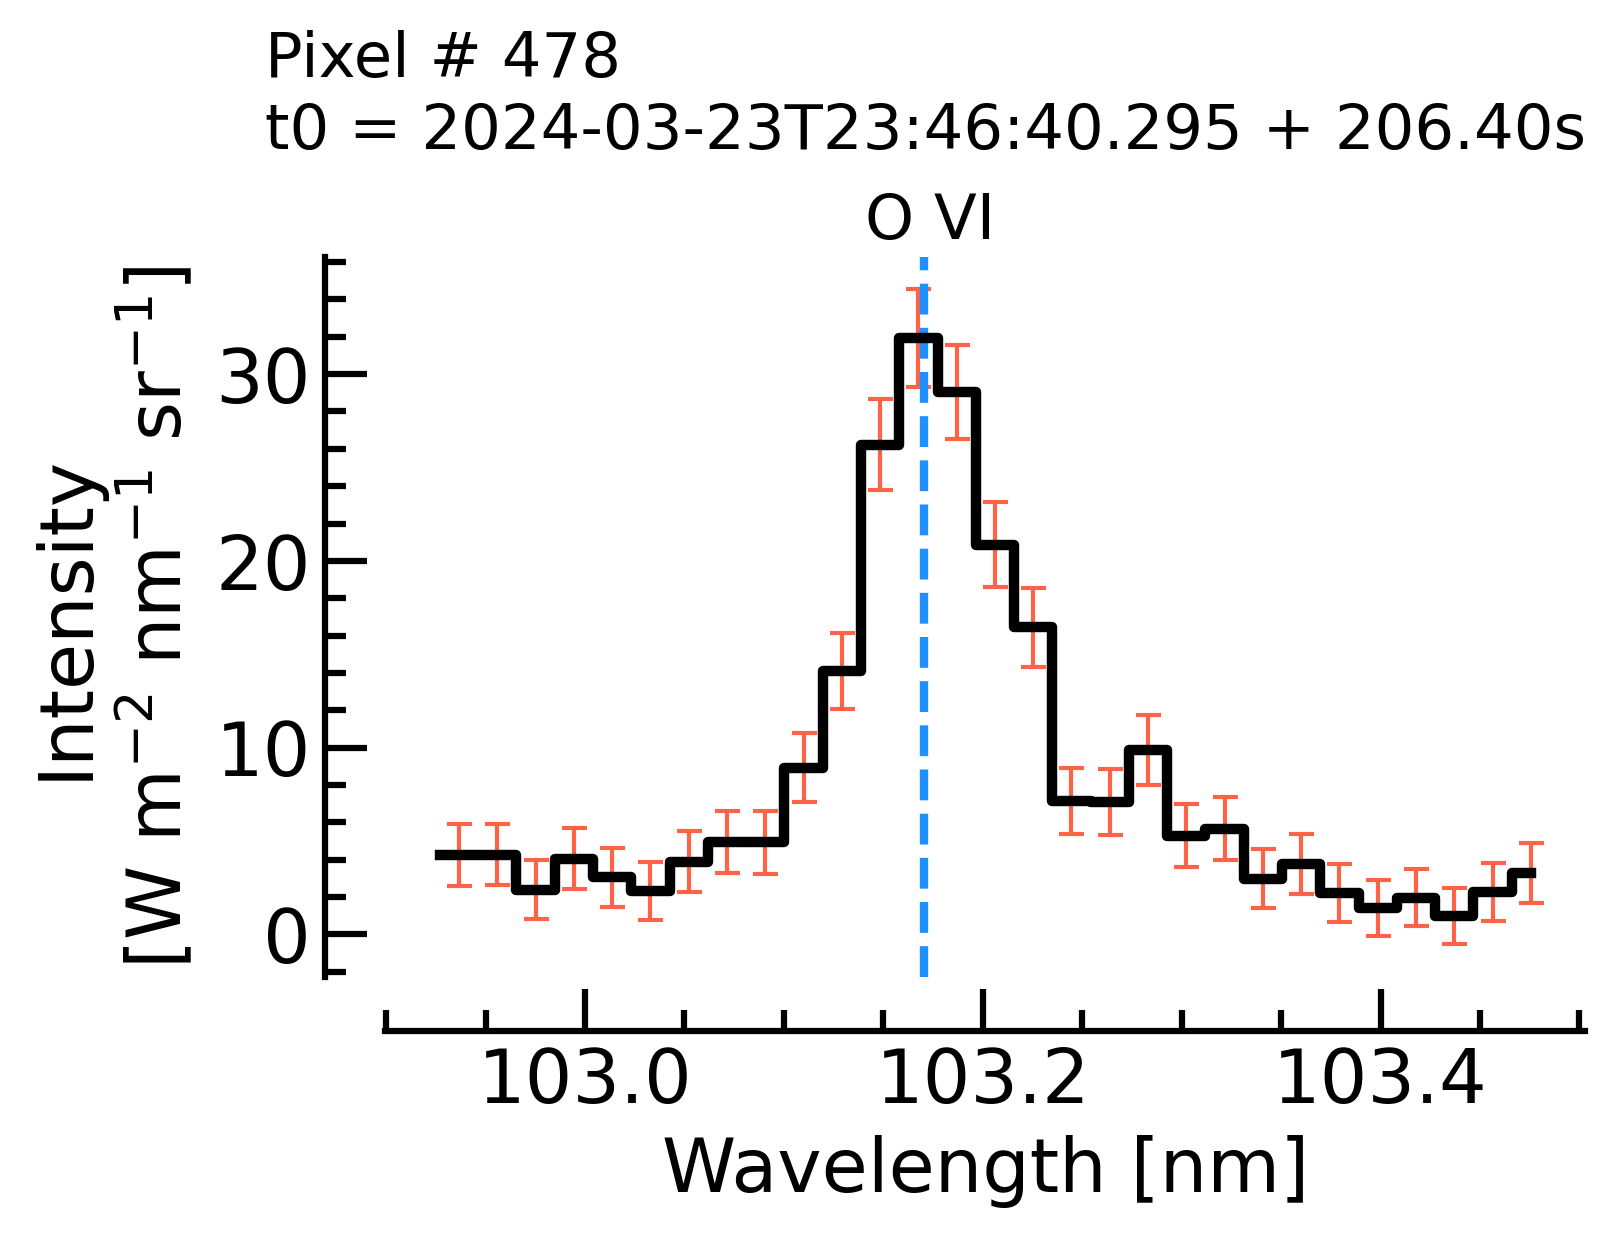 Pixel # 478
t0 = 2024-03-23T23:46:40.295 + 206.40s
O VI
Intensity
[W m⁻² nm⁻¹ sr⁻¹]
30
20
10
0
103.0 103.2 103.4
Wavelength [nm]